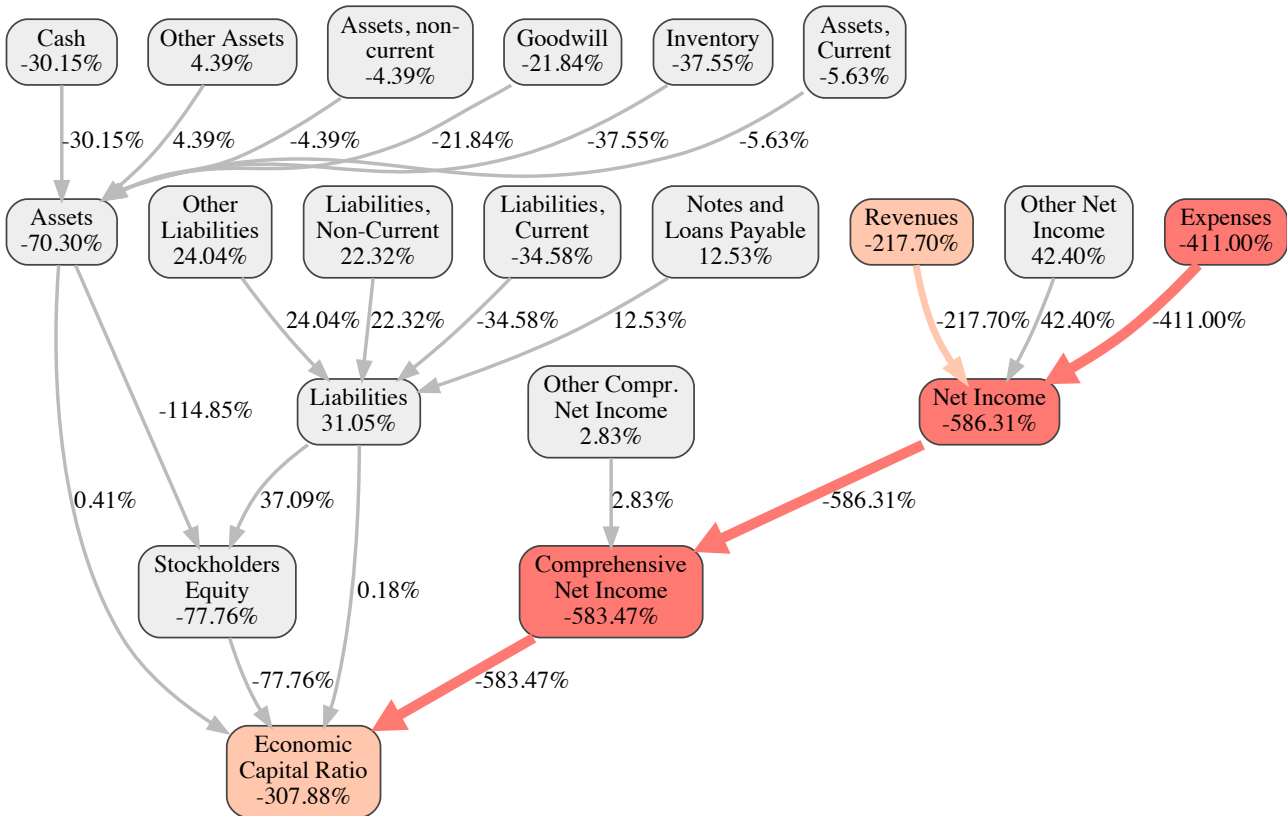 Cash
-30.15%
Other Assets
4.39%
Assets, non-
current
-4.39%
Goodwill
-21.84%
Inventory
-37.55%
Assets,
Current
-5.63%
-30.15%
4.39%
-4.39%
-21.84%
-37.55%
-5.63%
Assets
-70.30%
Other
Liabilities
24.04%
Liabilities,
Non-Current
22.32%
Liabilities,
Current
-34.58%
Notes and
Loans Payable
12.53%
Revenues
-217.70%
Other Net
Income
42.40%
Expenses
-411.00%
24.04%
22.32%
-34.58%
12.53%
-217.70%
42.40%
-411.00%
-114.85%
Liabilities
31.05%
Other Compr.
Net Income
2.83%
Net Income
-586.31%
0.41%
37.09%
2.83%
-586.31%
Stockholders
Equity
-77.76%
0.18%
Comprehensive
Net Income
-583.47%
-77.76%
-583.47%
Economic
Capital Ratio
-307.88%